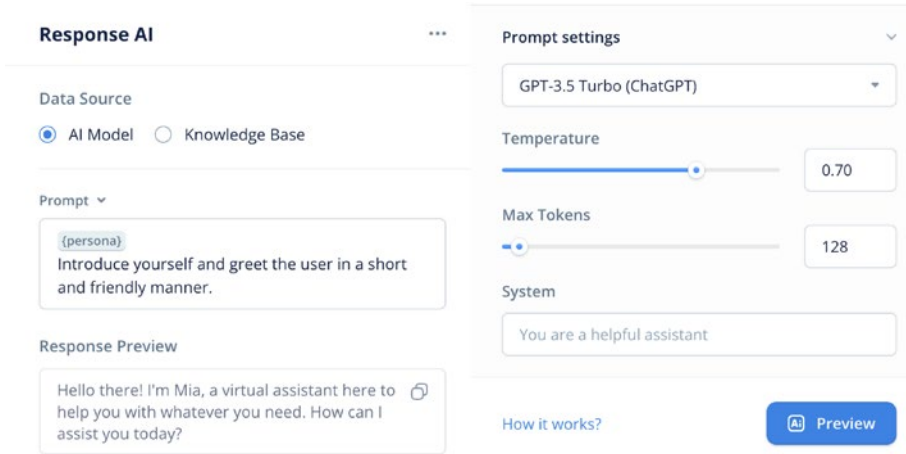 Response AI
Data Source
AI Model
Knowledge Base
Prompt
{persona}
Introduce yourself and greet the user in a short
and friendly manner.
Response Preview
Hello there! I'm Mia, a virtual assistant here to
help you with whatever you need. How can I
assist you today?
Prompt settings
GPT-3.5 Turbo (ChatGPT)
Temperature
0.70
Max Tokens
128
System
You are a helpful assistant
How it works?
Ai Preview